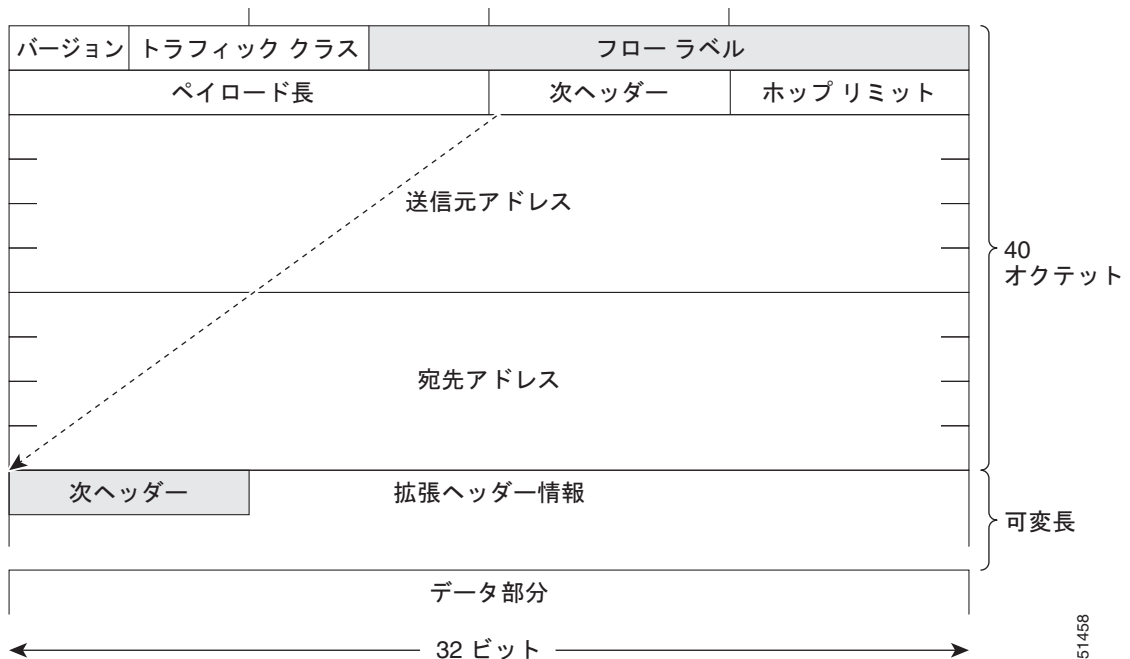 バージョン トラフィック クラス フロー ラベル
ペイロード長 次ヘッダー ホップ リミット
送信元アドレス
40
オクテット
宛先アドレス
次ヘッダー 拡張ヘッダー情報
可変長
データ部分
32 ビット
51458